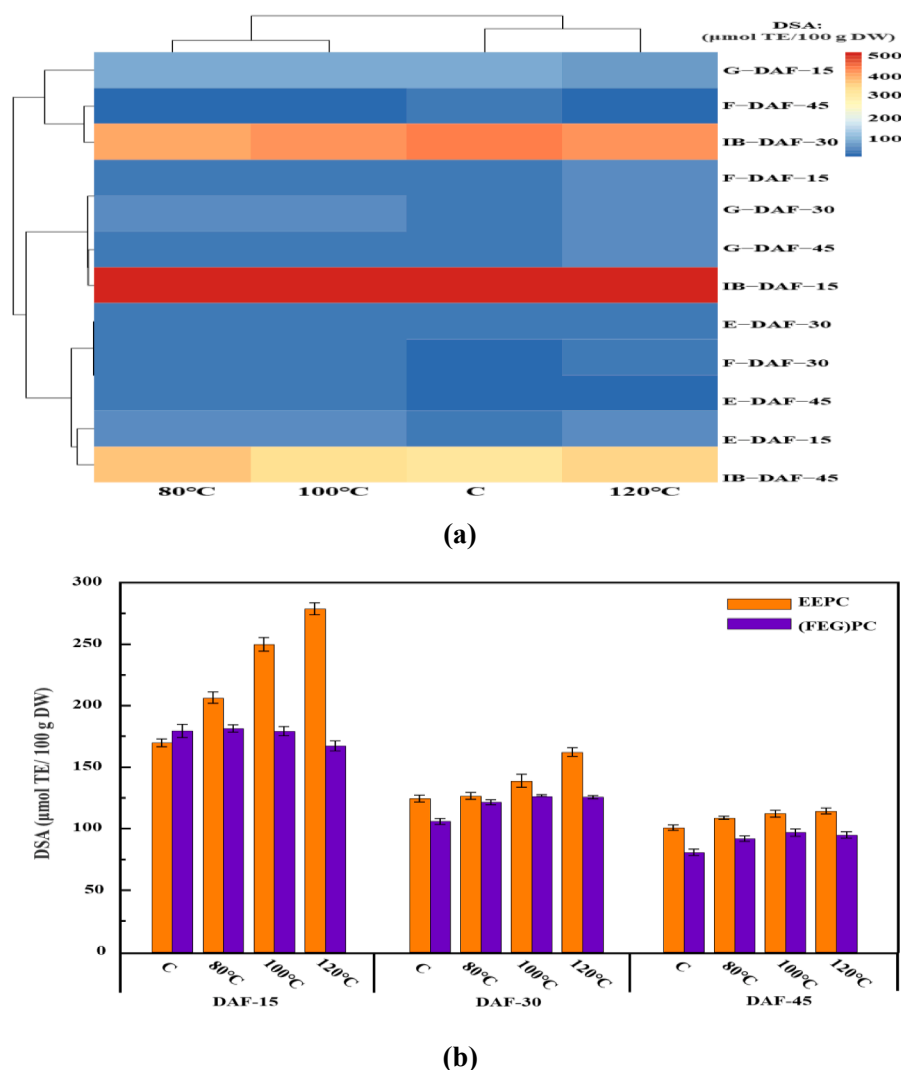 DSA:
(μmol TE/100 g DW)
500
400
300
200
100
G−DAF−15
F−DAF−45
IB−DAF−30
F−DAF−15
G−DAF−30
G−DAF−45
IB−DAF−15
E−DAF−30
F−DAF−30
E−DAF−45
E−DAF−15
IB−DAF−45
80°C 100°C C 120°C
(a)
300
250
200
150
100
50
0
DSA (μmol TE/ 100 g DW)
EEPC
(FEG)PC
C 80°C 100°C 120°C C 80°C 100°C 120°C C 80°C 100°C 120°C
DAF-15 DAF-30 DAF-45
(b)